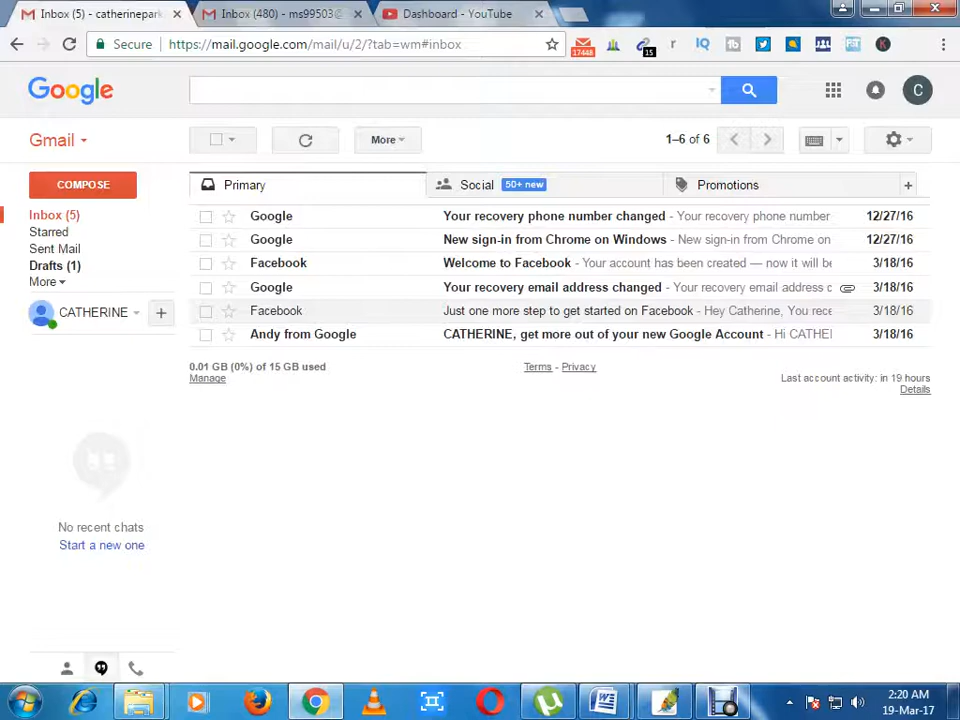 Inbox (5) - catherinepark
Inbox (480) - ms99503@
Dashboard - YouTube
Secure
https://mail.google.com/mail/u/2/?tab=wm#inbox
17448
15
r
IQ
tb
K
Google
C
Gmail
More
1–6 of 6
COMPOSE
Primary
Social
50+ new
Promotions
+
Inbox (5)
Starred
Sent Mail
Drafts (1)
More
CATHERINE
+
Google Your recovery phone number changed - Your recovery phone number 12/27/16
Google New sign-in from Chrome on Windows - New sign-in from Chrome on 12/27/16
Facebook Welcome to Facebook - Your account has been created — now it will be 3/18/16
Google Your recovery email address changed - Your recovery email address c 3/18/16
Facebook Just one more step to get started on Facebook - Hey Catherine, You rece 3/18/16
Andy from Google CATHERINE, get more out of your new Google Account - Hi CATHEI 3/18/16
0.01 GB (0%) of 15 GB used
Manage
Terms - Privacy
Last account activity: in 19 hours
Details
No recent chats
Start a new one
2:20 AM
19-Mar-17